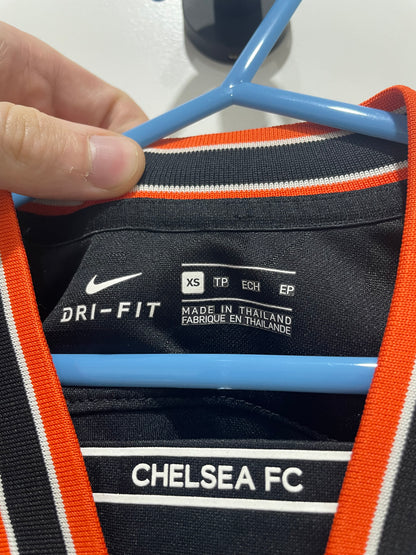 DRI-FIT
XS TP ECH EP
MADE IN THAILAND
FABRIQUE EN THAILANDE
CHELSEA FC